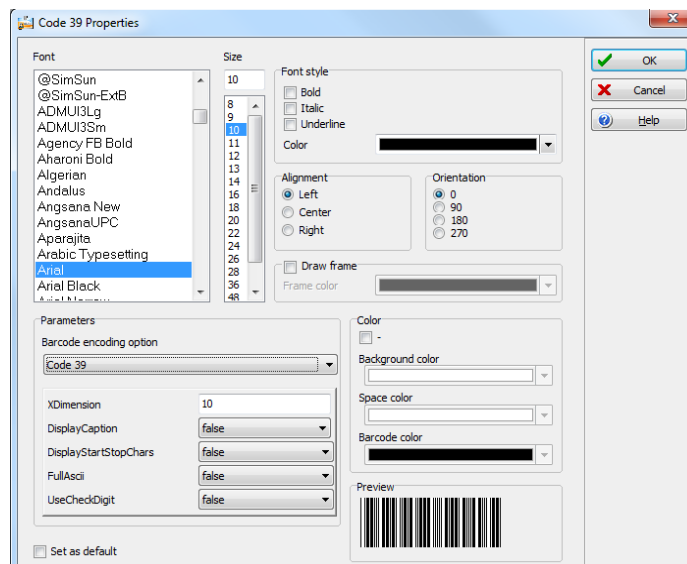 Code 39 Properties
Font
@SimSun
@SimSun-ExtB
ADMUI3Lg
ADMUI3Sm
Agency FB Bold
Aharoni Bold
Algerian
Andalus
Angsana New
AngsanaUPC
Aparajita
Arabic Typesetting
Arial
Arial Black
Arial Narrow
Size
10
8
9
10
11
12
13
14
16
18
20
22
24
26
28
36
48
Font style
Bold
Italic
Underline
Color
Alignment
Left
Center
Right
Orientation
0
90
180
270
Draw frame
Frame color
OK
Cancel
Help
Parameters
Barcode encoding option
Code 39
XDimension 10
DisplayCaption false
DisplayStartStopChars false
FullAscii false
UseCheckDigit false
Color
-
Background color
Space color
Barcode color
Preview
Set as default